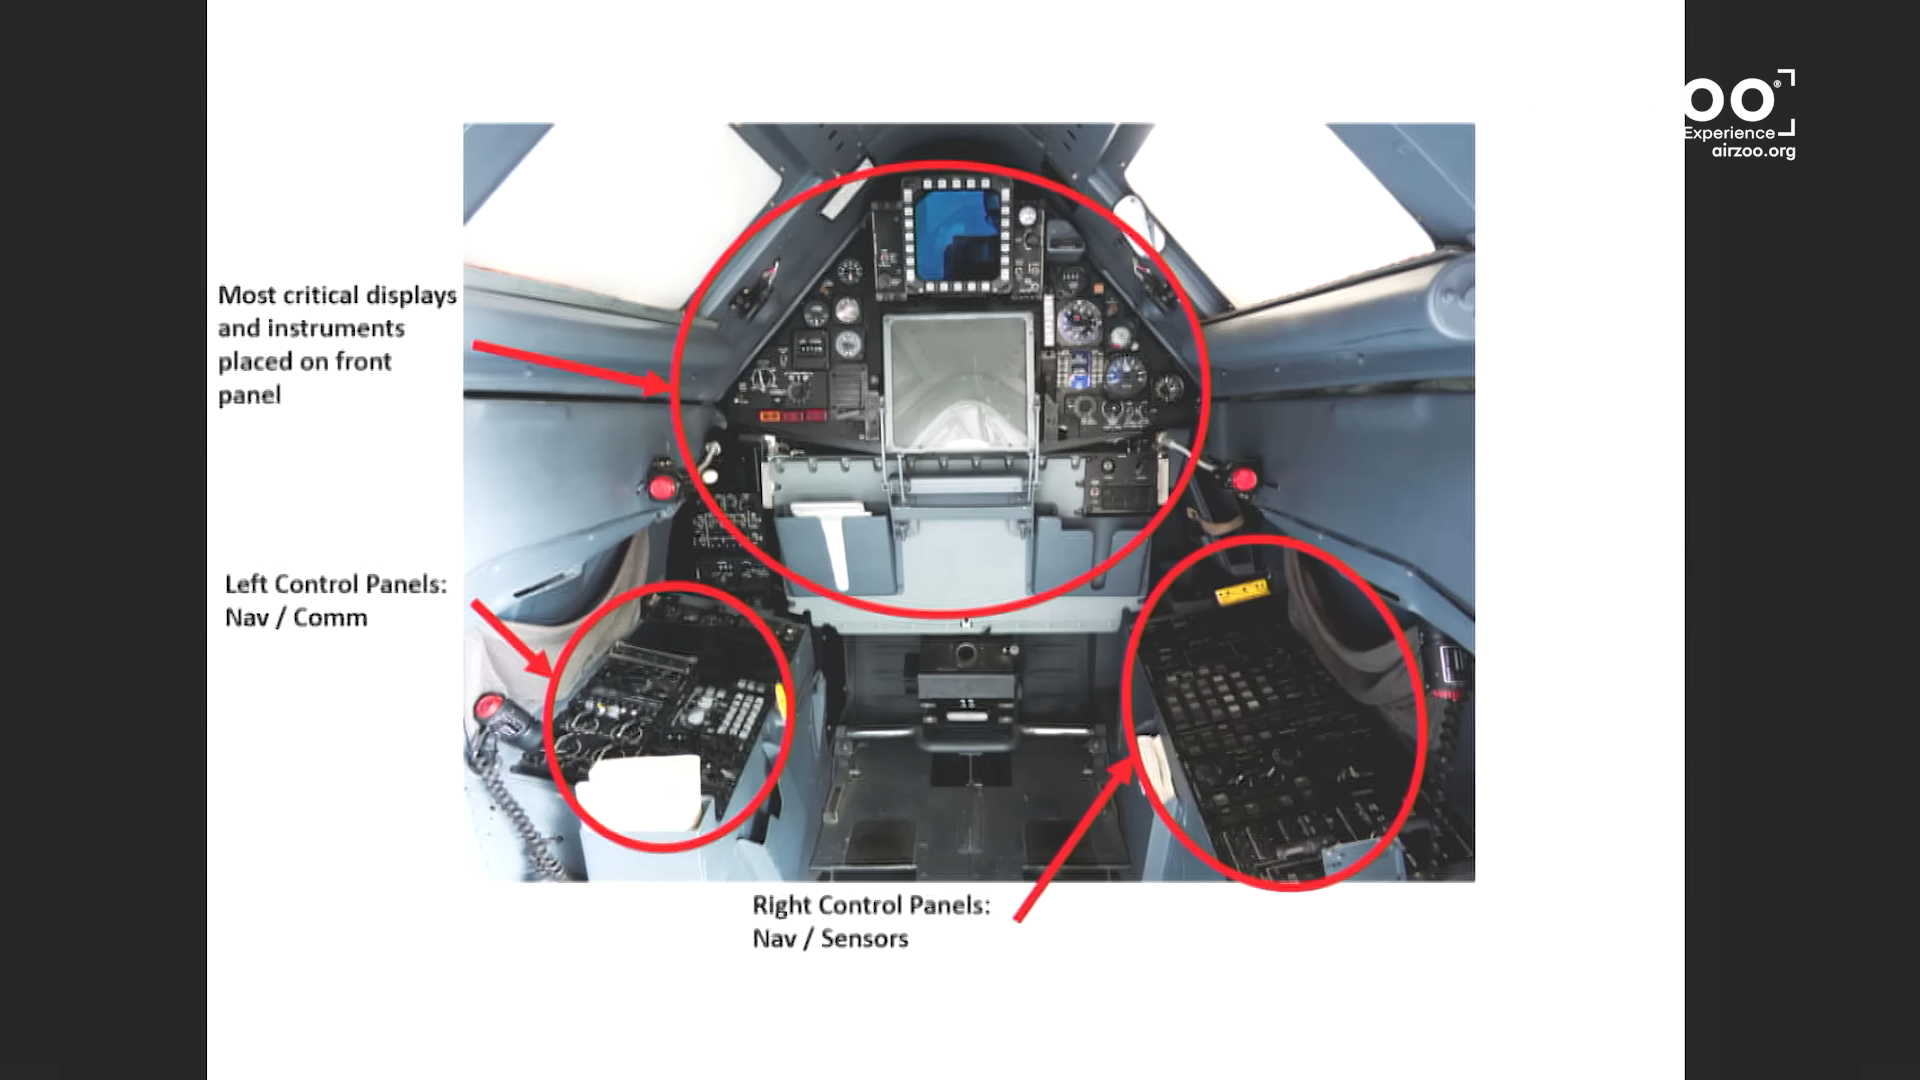 OO®
Experience
airzoo.org
Most critical displays
and instruments
placed on front
panel
Left Control Panels:
Nav / Comm
Right Control Panels:
Nav / Sensors